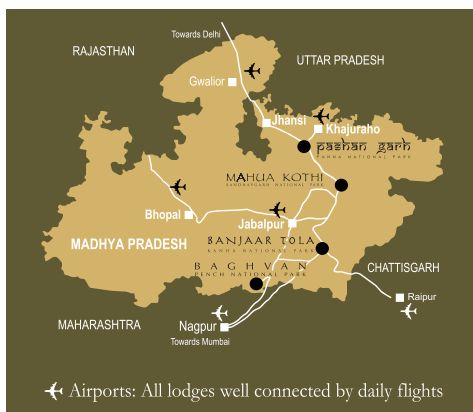 Towards Delhi
RAJASTHAN
UTTAR PRADESH
Gwalior
Jhansi
Khajuraho
pashan garh
PANNA NATIONAL PARK
MAHUA KOTHI
BANDHAVGARH NATIONAL PARK
Bhopal
Jabalpur
MADHYA PRADESH
BANJAAR TOLA
KANHA NATIONAL PARK
BAGHVAN
PENCH NATIONAL PARK
CHATTISGARH
Raipur
MAHARASHTRA
Nagpur
Towards Mumbai
Airports: All lodges well connected by daily flights